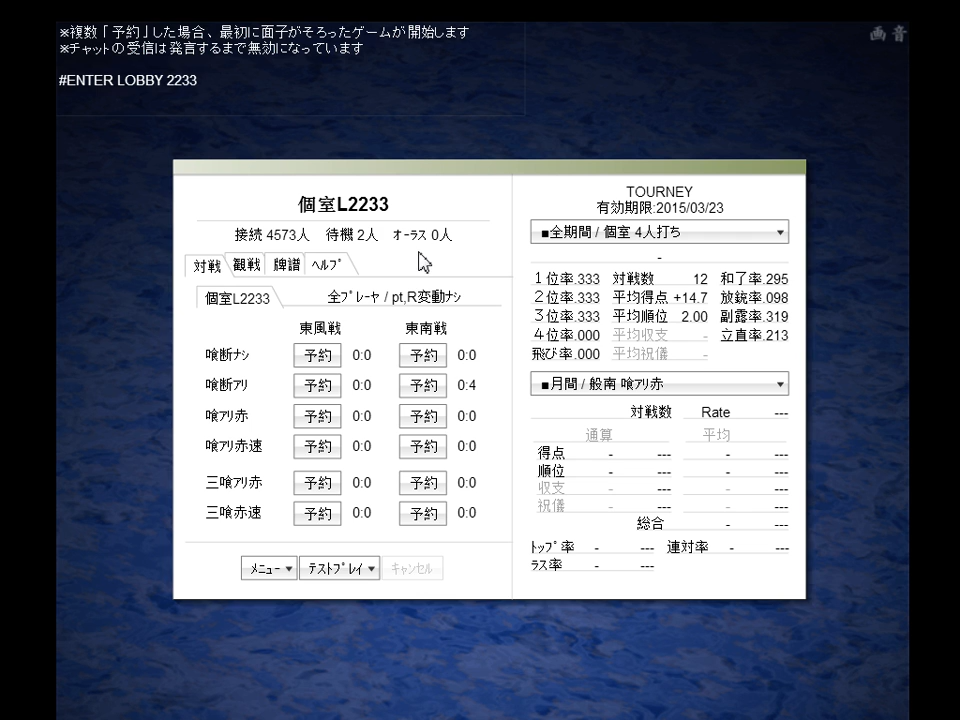 ※複数「予約」した場合、最初に面子がそろったゲームが開始します
※チャットの受信は発言するまで無効になっています
画 音
#ENTER LOBBY 2233
個室L2233
接続 4573人 待機 2人 ｵｰﾗｽ 0人
対戦 観戦 牌譜 ﾍﾙﾌﾟ
個室L2233 全ﾌﾟﾚｰﾔ / pt,R変動ﾅｼ
東風戦 東南戦
喰断ﾅｼ 予約 0:0 予約 0:0
喰断ｱﾘ 予約 0:0 予約 0:4
喰ｱﾘ赤 予約 0:0 予約 0:0
喰ｱﾘ赤速 予約 0:0 予約 0:0
三喰ｱﾘ赤 予約 0:0 予約 0:0
三喰赤速 予約 0:0 予約 0:0
ﾒﾆｭｰ ▼ ﾃｽﾄﾌﾟﾚｲ ▼ ｷｬﾝｾﾙ
TOURNEY
有効期限:2015/03/23
■全期間 / 個室 4人打ち ▼
-
１位率.333 対戦数 12 和了率.295
２位率.333 平均得点 +14.7 放銃率.098
３位率.333 平均順位 2.00 副露率.319
４位率.000 平均収支 - 立直率.213
飛び率.000 平均祝儀 -
■月間 / 般南 喰ｱﾘ赤 ▼
対戦数 Rate ---
通算 平均
得点 - --- - ---
順位 - --- - ---
収支 - --- - ---
祝儀 - --- - ---
総合 - ---
ﾄｯﾌﾟ率 - --- 連対率 - ---
ﾗｽ率 - ---